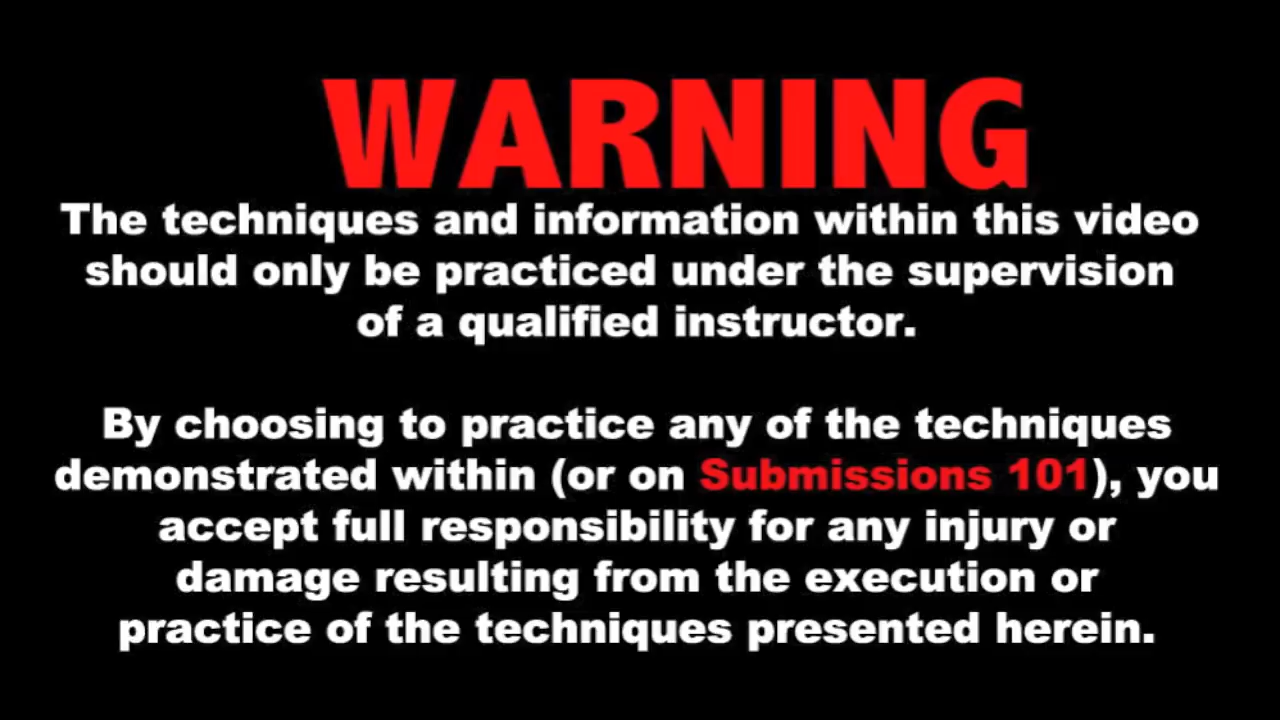 WARNING
The techniques and information within this video
should only be practiced under the supervision
of a qualified instructor.
By choosing to practice any of the techniques
demonstrated within (or on Submissions 101), you
accept full responsibility for any injury or
damage resulting from the execution or
practice of the techniques presented herein.